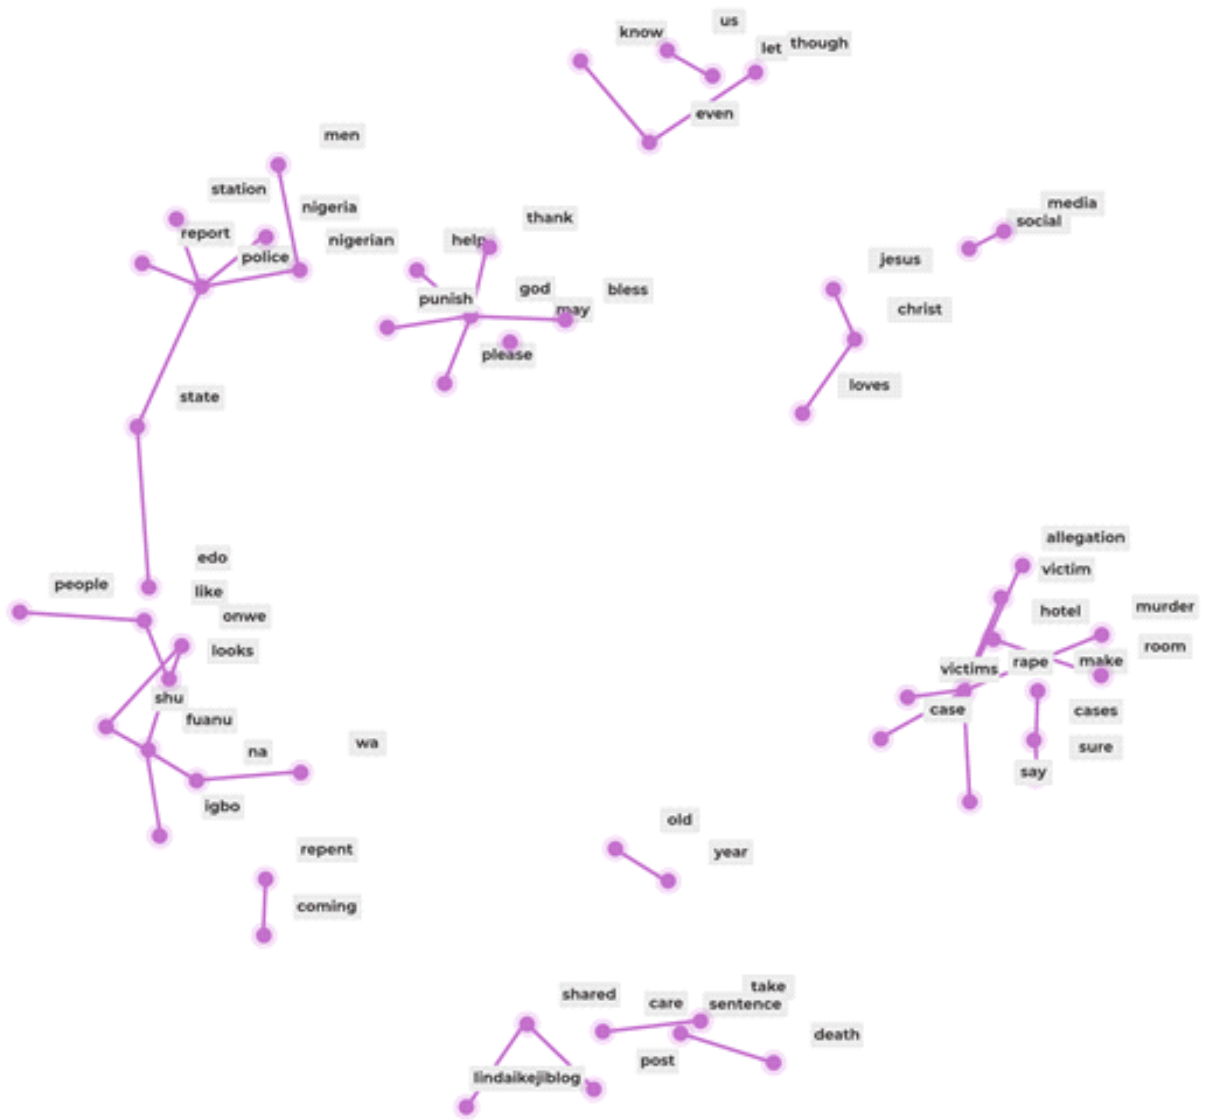 us
know
though
let
even
men
station
nigeria
report
nigerian
police
thank
help
god
bless
punish
may
please
media
social
jesus
christ
loves
state
edo
people
like
onwe
looks
shu
fuanu
na
wa
igbo
allegation
victim
hotel
murder
room
rape
make
victims
case
cases
sure
say
repent
coming
old
year
shared
care
take
sentence
death
post
lindaikejiblog